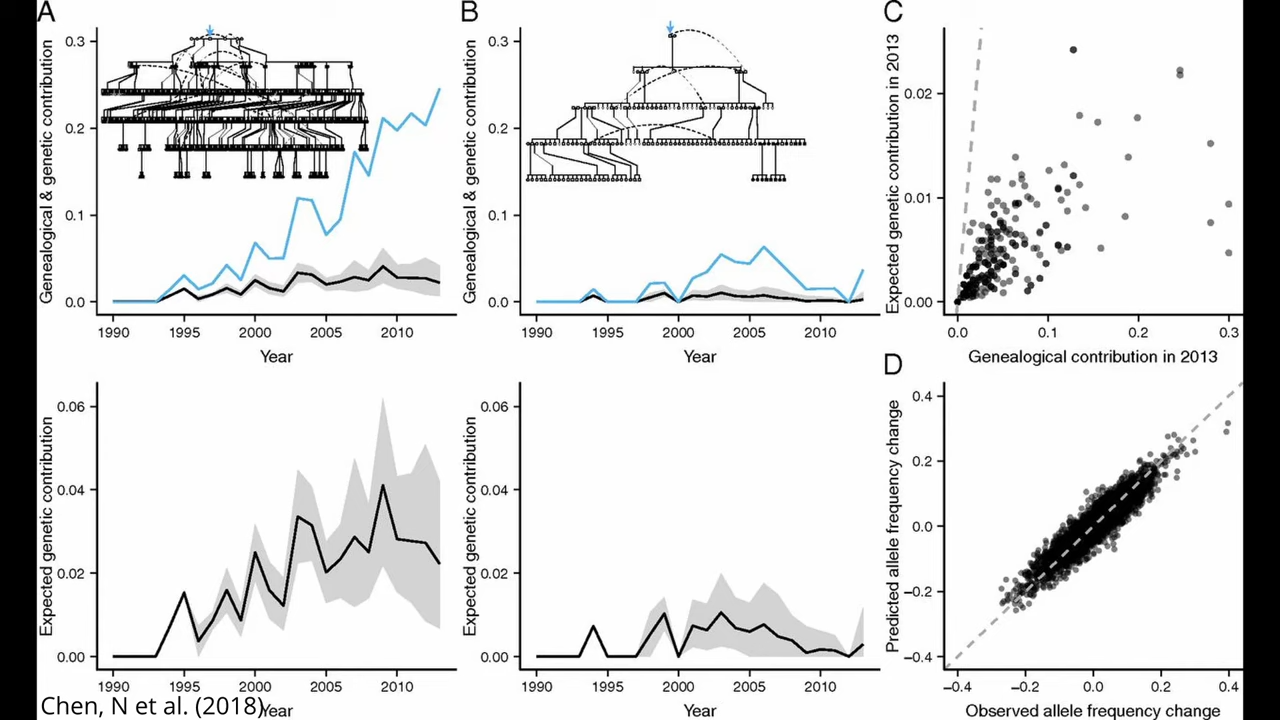 A
Genealogical & genetic contribution
0.3
0.2
0.1
0.0
1990 1995 2000 2005 2010
Year
B
Genealogical & genetic contribution
0.3
0.2
0.1
0.0
1990 1995 2000 2005 2010
Year
C
Expected genetic contribution in 2013
0.02
0.01
0.00
0.0 0.1 0.2 0.3
Genealogical contribution in 2013
Expected genetic contribution
0.06
0.04
0.02
0.00
1990 1995 2000 2005 2010
Year
Expected genetic contribution
0.06
0.04
0.02
0.00
1990 1995 2000 2005 2010
Year
D
Predicted allele frequency change
0.4
0.2
0.0
−0.2
−0.4
−0.4 −0.2 0.0 0.2 0.4
Observed allele frequency change
Chen, N et al. (2018)